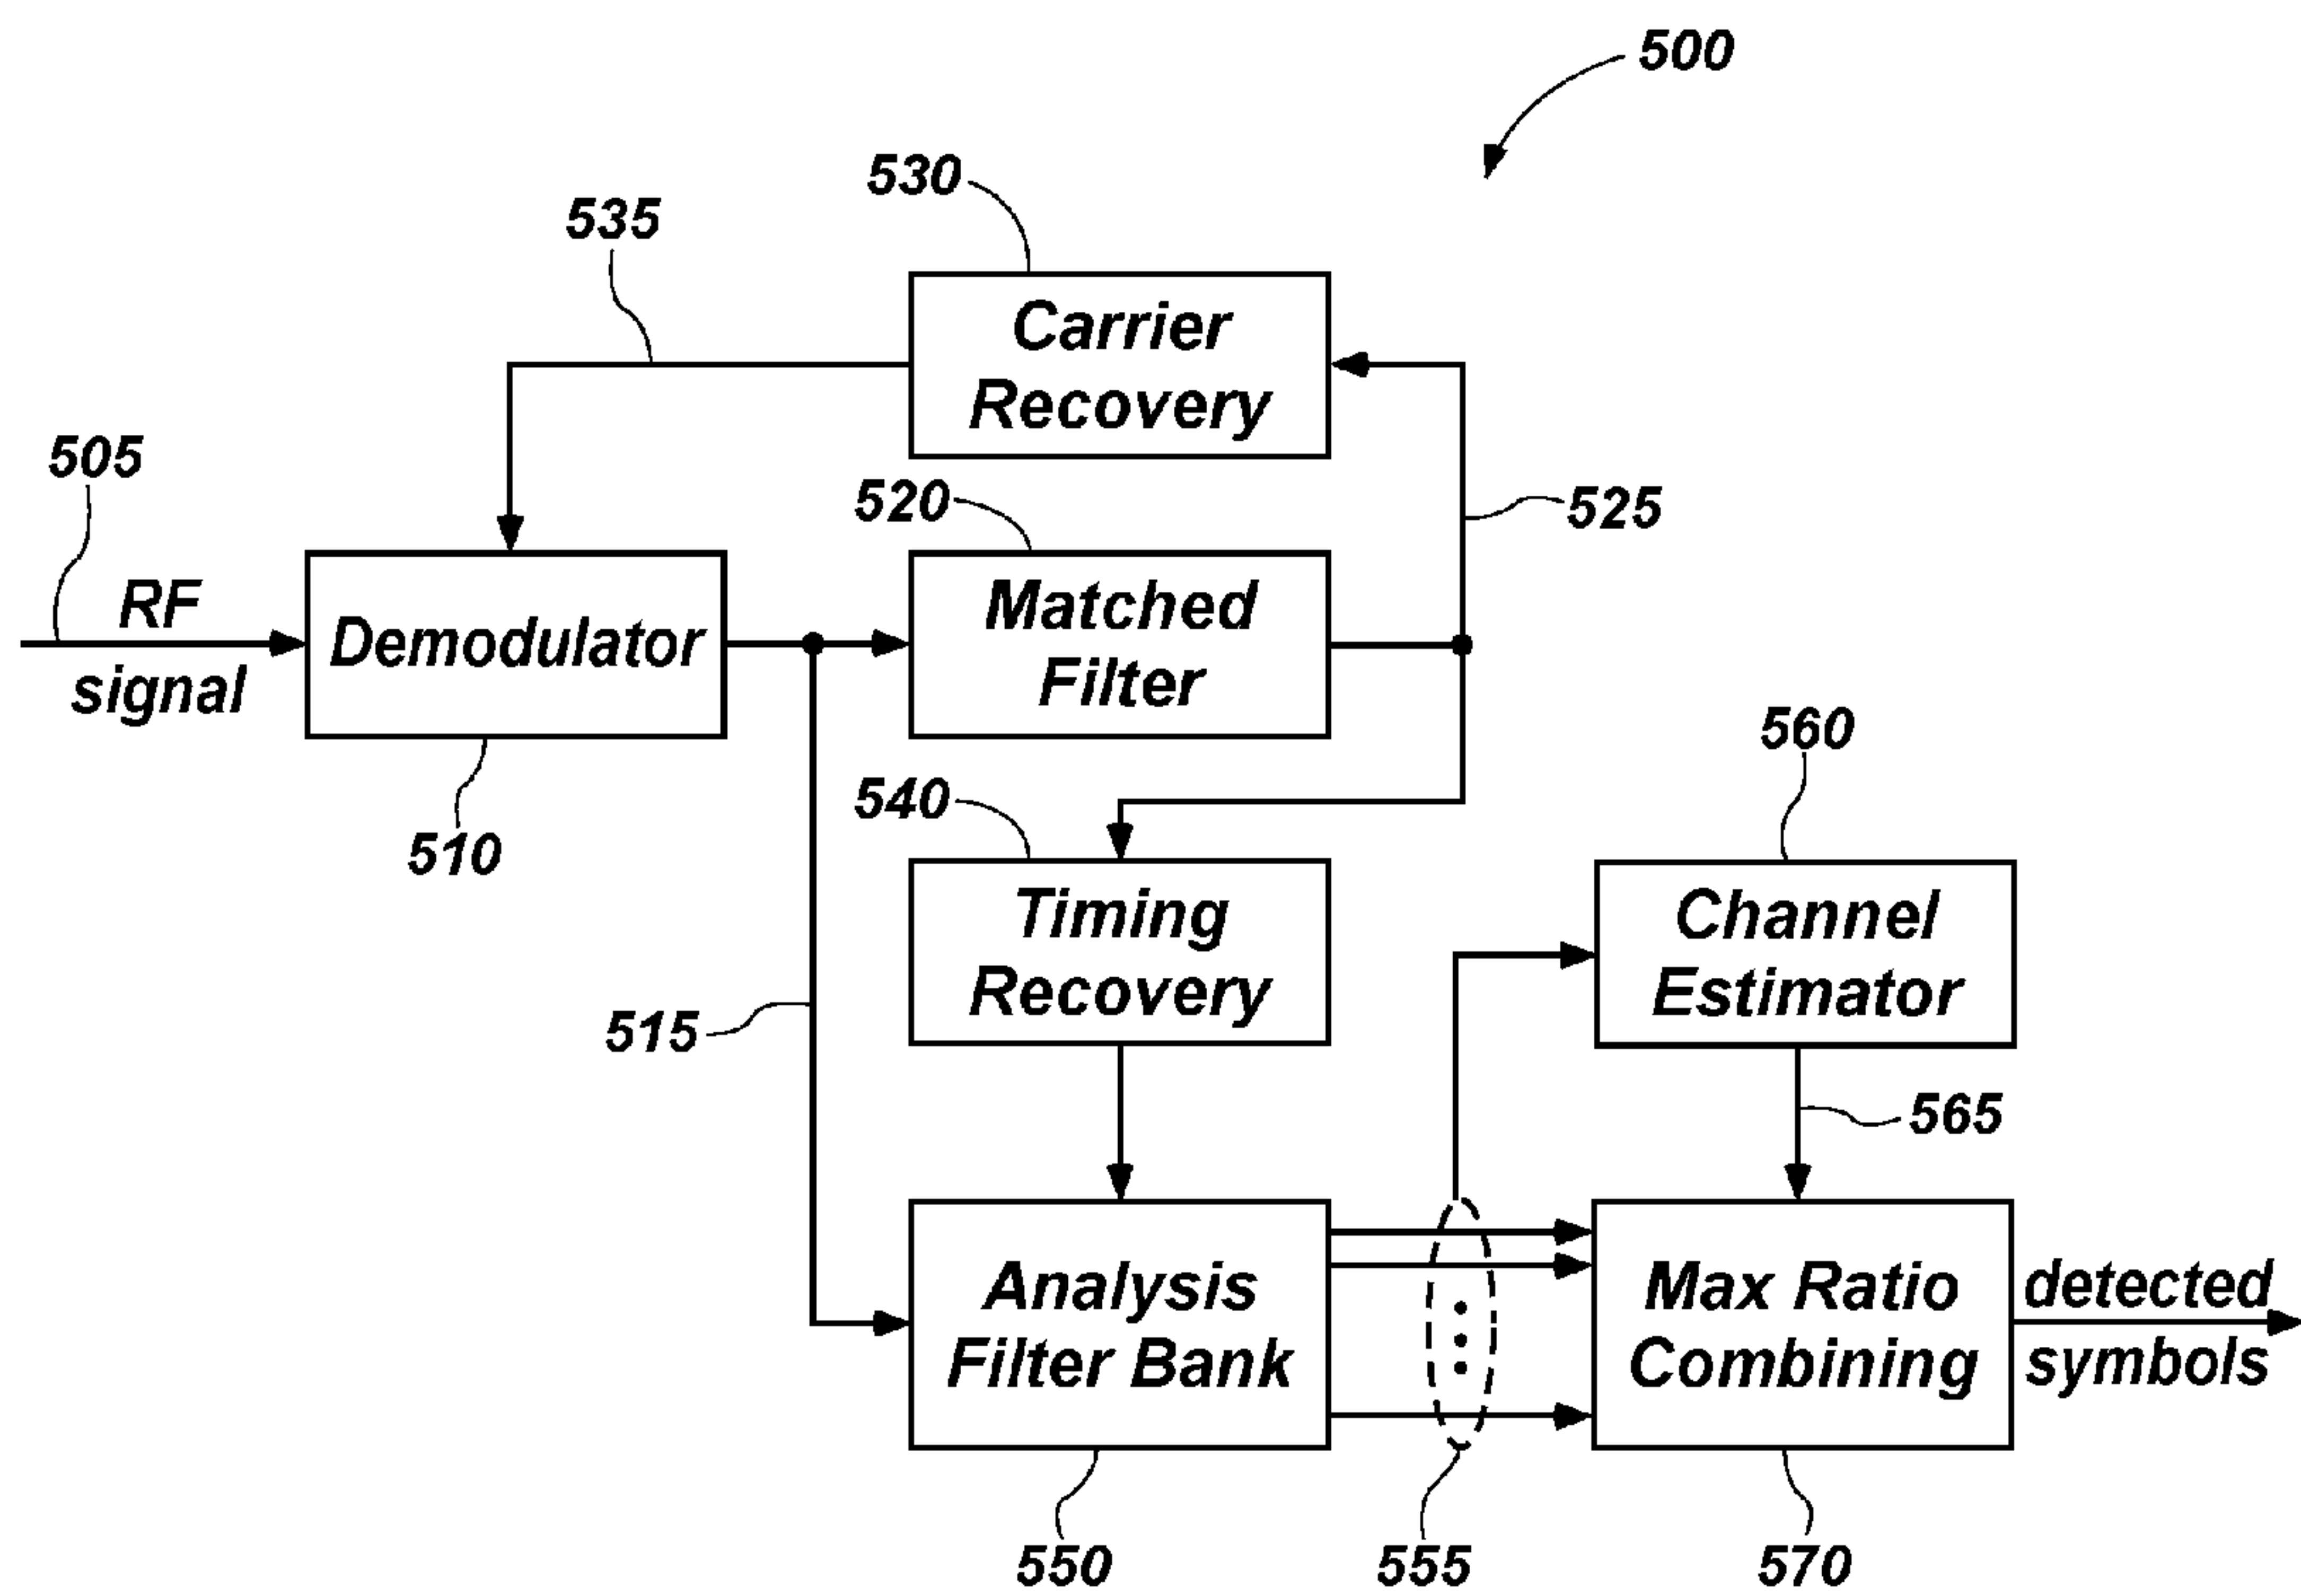 500
530
535
Carrier
Recovery
505
520
525
RF
signal
Demodulator
Matched
Filter
510
540
560
Timing
Recovery
Channel
Estimator
515
565
Analysis
Filter Bank
Max Ratio
Combining
detected
symbols
550
555
570